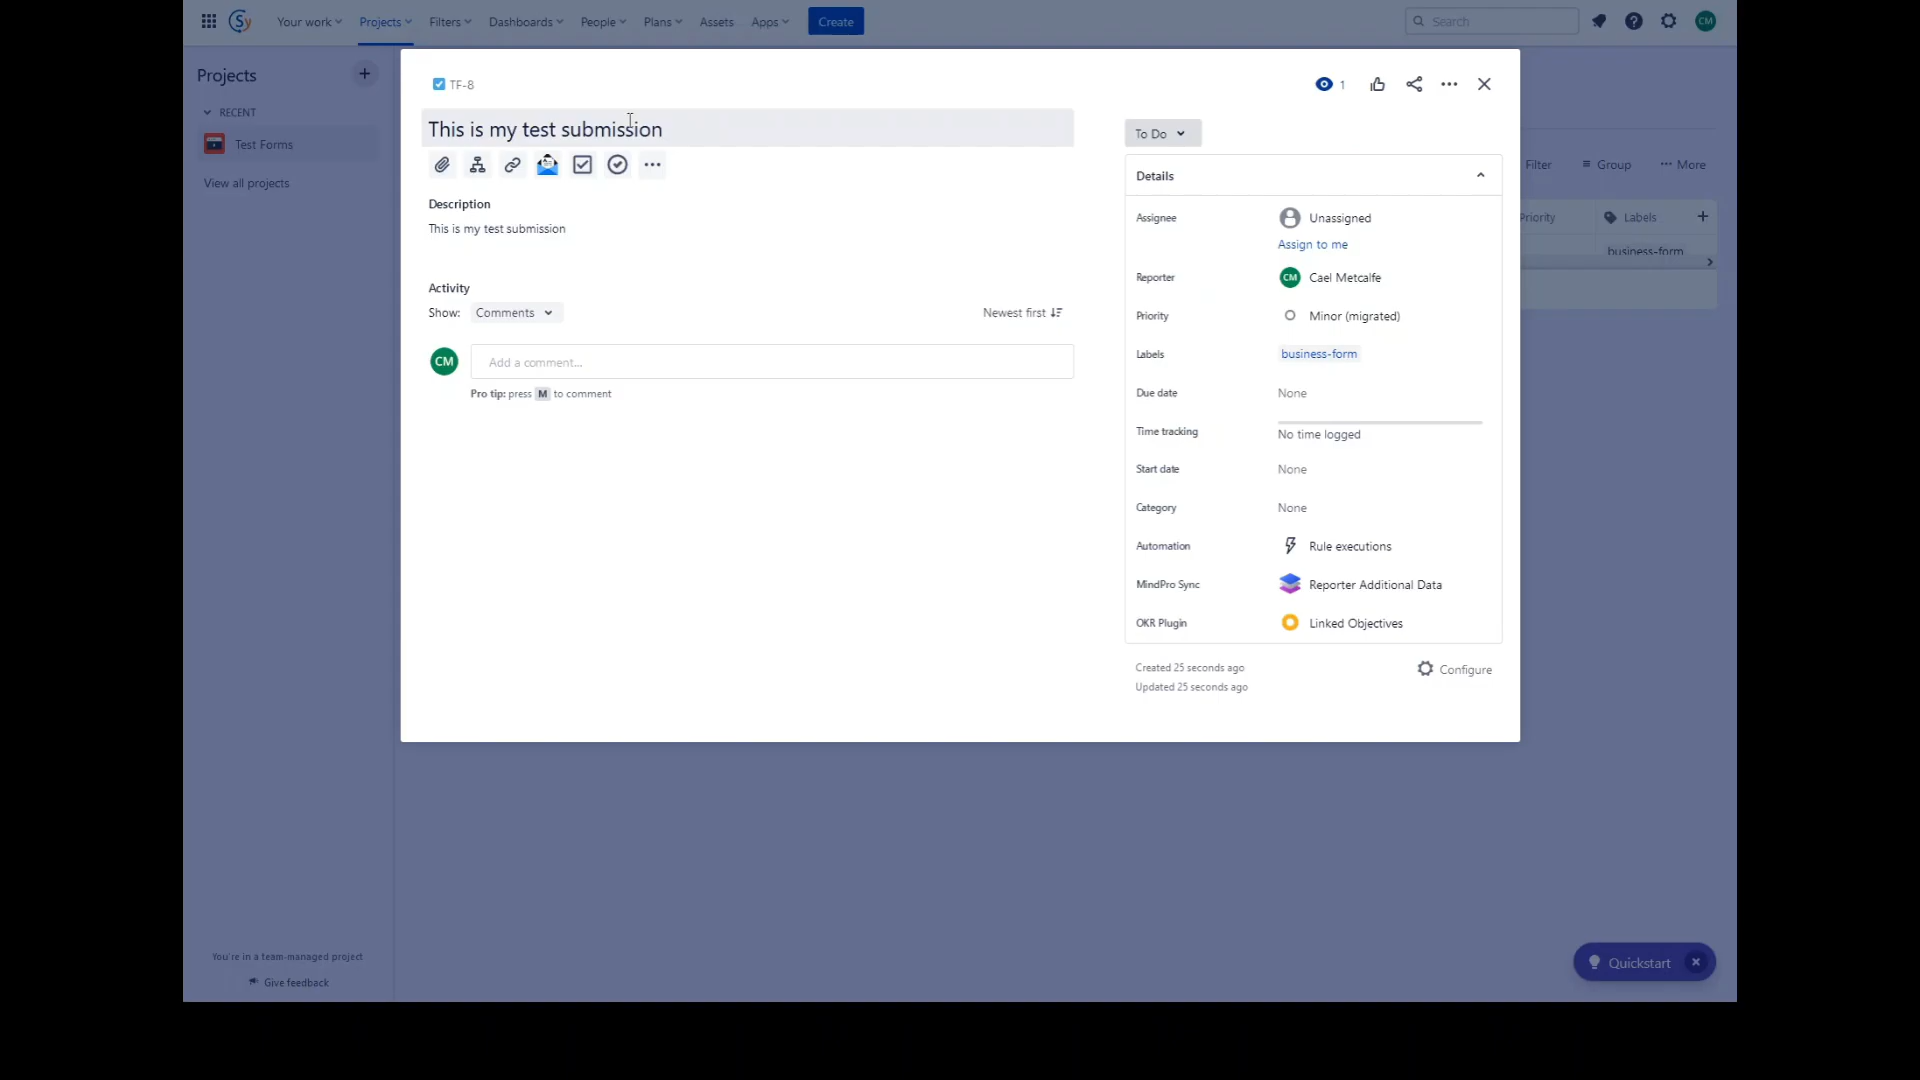 Sy Your work Projects Filters Dashboards People Plans Assets Apps Create Search CM
Projects
RECENT
Test Forms
View all projects
TF-8
1
This is my test submission
Description
This is my test submission
Activity
Show: Comments Newest first
CM Add a comment...
Pro tip: press M to comment
To Do
Details
Assignee Unassigned
Assign to me
Reporter CM Cael Metcalfe
Priority Minor (migrated)
Labels business-form
Due date None
Time tracking No time logged
Start date None
Category None
Automation Rule executions
MindPro Sync Reporter Additional Data
OKR Plugin Linked Objectives
Created 25 seconds ago Configure
Updated 25 seconds ago
Filter Group More
Priority Labels
business-form
You're in a team-managed project
Give feedback
Quickstart